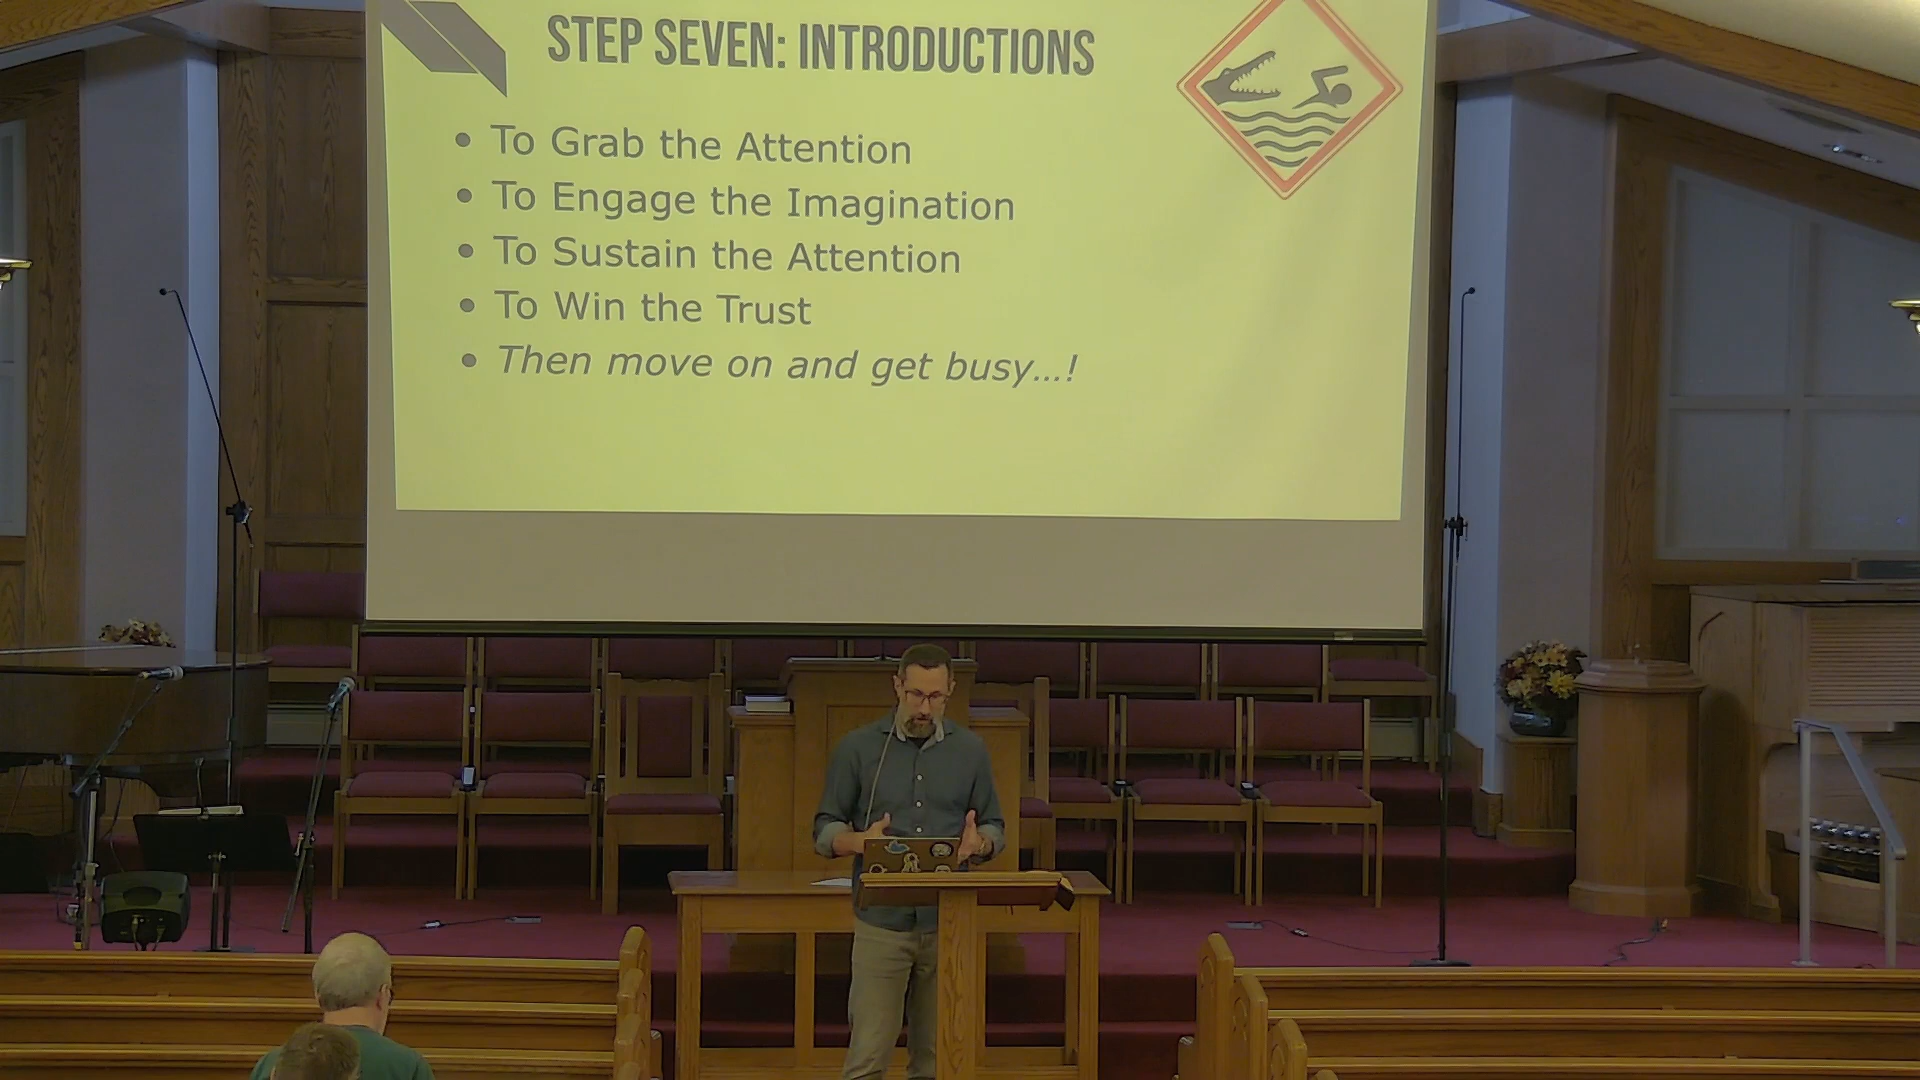 STEP SEVEN: INTRODUCTIONS
• To Grab the Attention
• To Engage the Imagination
• To Sustain the Attention
• To Win the Trust
• Then move on and get busy...!